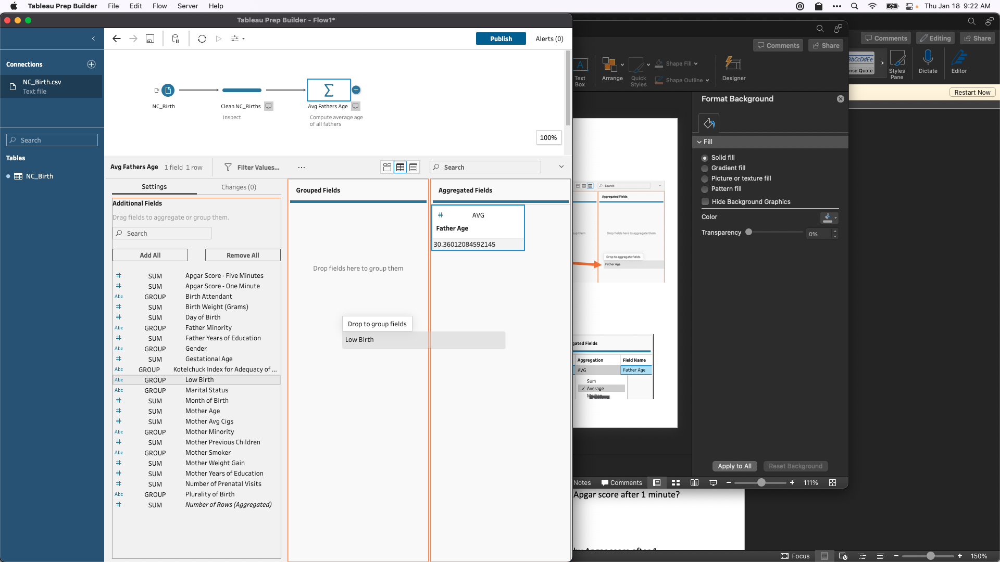 Tableau Prep Builder File Edit Flow Server Help
Thu Jan 18 9:22 AM
Tableau Prep Builder - Flow1*
Publish
Alerts (0)
Connections
NC_Birth.csv
Text file
Search
Tables
NC_Birth
NC_Birth
Clean NC_Births
Inspect
Avg Fathers Age
Compute average age
of all fathers
100%
Avg Fathers Age 1 field 1 row
Filter Values...
Search
Settings
Changes (0)
Additional Fields
Drag fields to aggregate or group them.
Search
Add All
Remove All
# SUM Apgar Score - Five Minutes
# SUM Apgar Score - One Minute
Abc GROUP Birth Attendant
# SUM Birth Weight (Grams)
# SUM Day of Birth
Abc GROUP Father Minority
# SUM Father Years of Education
Abc GROUP Gender
# SUM Gestational Age
Abc GROUP Kotelchuck Index for Adequacy of ...
Abc GROUP Low Birth
Abc GROUP Marital Status
# SUM Month of Birth
# SUM Mother Age
# SUM Mother Avg Cigs
Abc GROUP Mother Minority
# SUM Mother Previous Children
Abc GROUP Mother Smoker
# SUM Mother Weight Gain
# SUM Mother Years of Education
# SUM Number of Prenatal Visits
Abc GROUP Plurality of Birth
# SUM Number of Rows (Aggregated)
Grouped Fields
Drop fields here to group them
Drop to group fields
Low Birth
Aggregated Fields
# AVG
Father Age
30.36012084592145
Comments
Share
Text
Box
Arrange
Quick
Styles
Shape Fill
Shape Outline
Designer
Format Background
Fill
Solid fill
Gradient fill
Picture or texture fill
Pattern fill
Hide Background Graphics
Color
Transparency
0%
Apply to All
Reset Background
Search
Aggregated Fields
up them
Drop fields here to aggregate them
Drop to aggregate fields
Father Age
gated Fields
Aggregation
Field Name
AVG
Father Age
Sum
✓ Average
Notes
Comments
111%
Comments
Editing
Share
bCcDdEe
nse Quote
Styles
Pane
Dictate
Editor
Restart Now
Apgar score after 1 minute?
by Apgar score after 1
Focus
150%